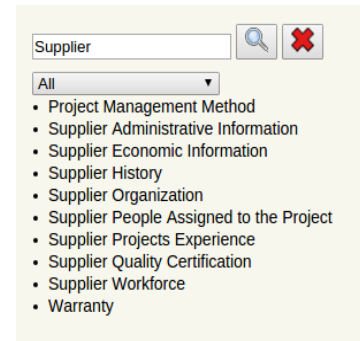 Supplier
All
• Project Management Method
• Supplier Administrative Information
• Supplier Economic Information
• Supplier History
• Supplier Organization
• Supplier People Assigned to the Project
• Supplier Projects Experience
• Supplier Quality Certification
• Supplier Workforce
• Warranty